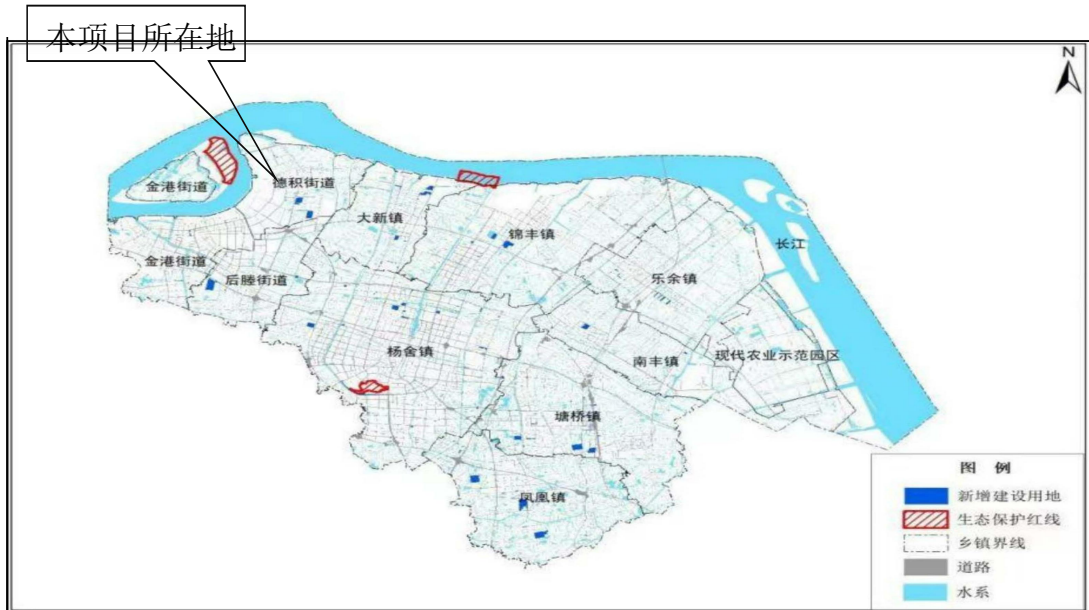 本项目所在地
N
金港街道
德积街道
大新镇
锦丰镇
长江
金港街道
后塍街道
乐余镇
杨舍镇
南丰镇
现代农业示范园区
塘桥镇
凤凰镇
图 例
新增建设用地
生态保护红线
乡镇界线
道路
水系